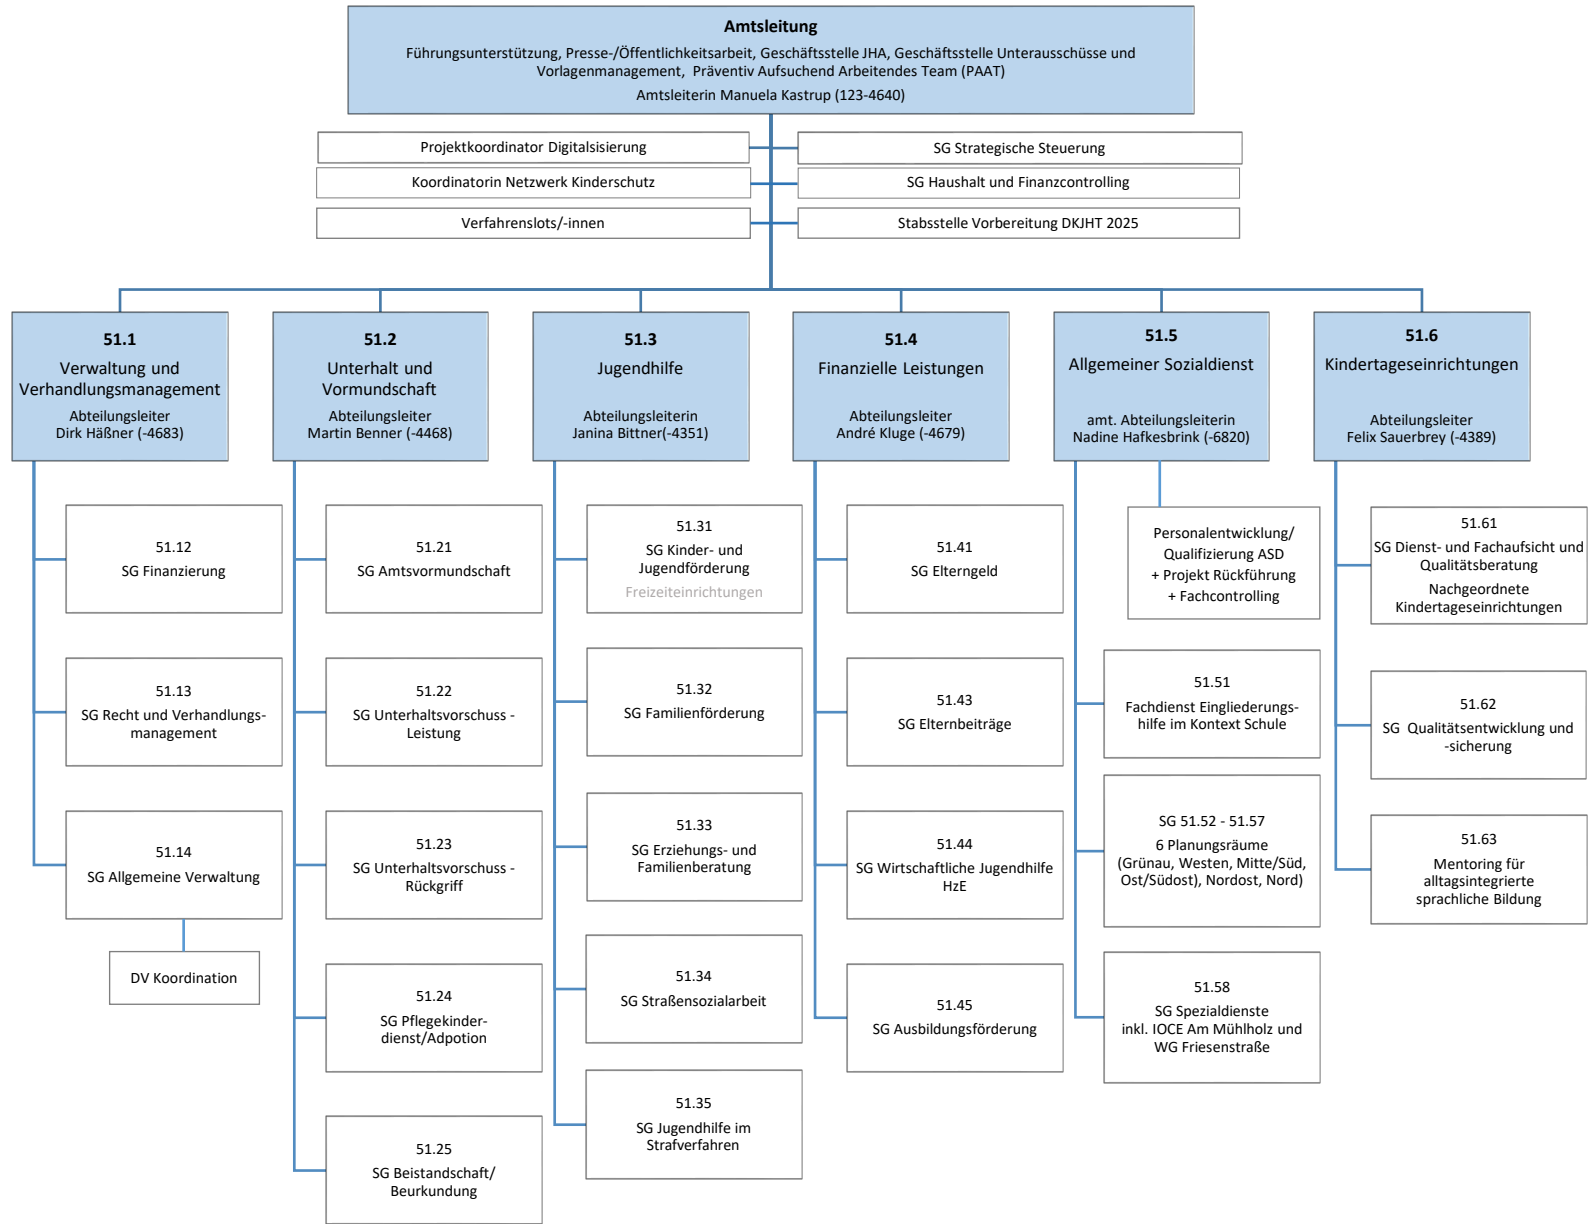 Amtsleitung
Führungsunterstützung, Presse-/Öffentlichkeitsarbeit, Geschäftsstelle JHA, Geschäftsstelle Unterausschüsse und
Vorlagenmanagement, Präventiv Aufsuchend Arbeitendes Team (PAAT)
Amtsleiterin Manuela Kastrup (123-4640)
Projektkoordinator Digitalsisierung
SG Strategische Steuerung
Koordinatorin Netzwerk Kinderschutz
SG Haushalt und Finanzcontrolling
Verfahrenslots/-innen
Stabsstelle Vorbereitung DKJHT 2025
51.1
Verwaltung und
Verhandlungsmanagement
Abteilungsleiter
Dirk Häßner (-4683)
51.2
Unterhalt und
Vormundschaft
Abteilungsleiter
Martin Benner (-4468)
51.3
Jugendhilfe
Abteilungsleiterin
Janina Bittner(-4351)
51.4
Finanzielle Leistungen
Abteilungsleiter
André Kluge (-4679)
51.5
Allgemeiner Sozialdienst
amt. Abteilungsleiterin
Nadine Hafkesbrink (-6820)
51.6
Kindertageseinrichtungen
Abteilungsleiter
Felix Sauerbrey (-4389)
51.12
SG Finanzierung
51.13
SG Recht und Verhandlungs-
management
51.14
SG Allgemeine Verwaltung
DV Koordination
51.21
SG Amtsvormundschaft
51.22
SG Unterhaltsvorschuss -
Leistung
51.23
SG Unterhaltsvorschuss -
Rückgriff
51.24
SG Pflegekinder-
dienst/Adpotion
51.25
SG Beistandschaft/
Beurkundung
51.31
SG Kinder- und
Jugendförderung
Freizeiteinrichtungen
51.32
SG Familienförderung
51.33
SG Erziehungs- und
Familienberatung
51.34
SG Straßensozialarbeit
51.35
SG Jugendhilfe im
Strafverfahren
51.41
SG Elterngeld
51.43
SG Elternbeiträge
51.44
SG Wirtschaftliche Jugendhilfe
HzE
51.45
SG Ausbildungsförderung
Personalentwicklung/
Qualifizierung ASD
+ Projekt Rückführung
+ Fachcontrolling
51.51
Fachdienst Eingliederungs-
hilfe im Kontext Schule
SG 51.52 - 51.57
6 Planungsräume
(Grünau, Westen, Mitte/Süd,
Ost/Südost), Nordost, Nord)
51.58
SG Spezialdienste
inkl. IOCE Am Mühlholz und
WG Friesenstraße
51.61
SG Dienst- und Fachaufsicht und
Qualitätsberatung
Nachgeordnete
Kindertageseinrichtungen
51.62
SG Qualitätsentwicklung und
-sicherung
51.63
Mentoring für
alltagsintegrierte
sprachliche Bildung